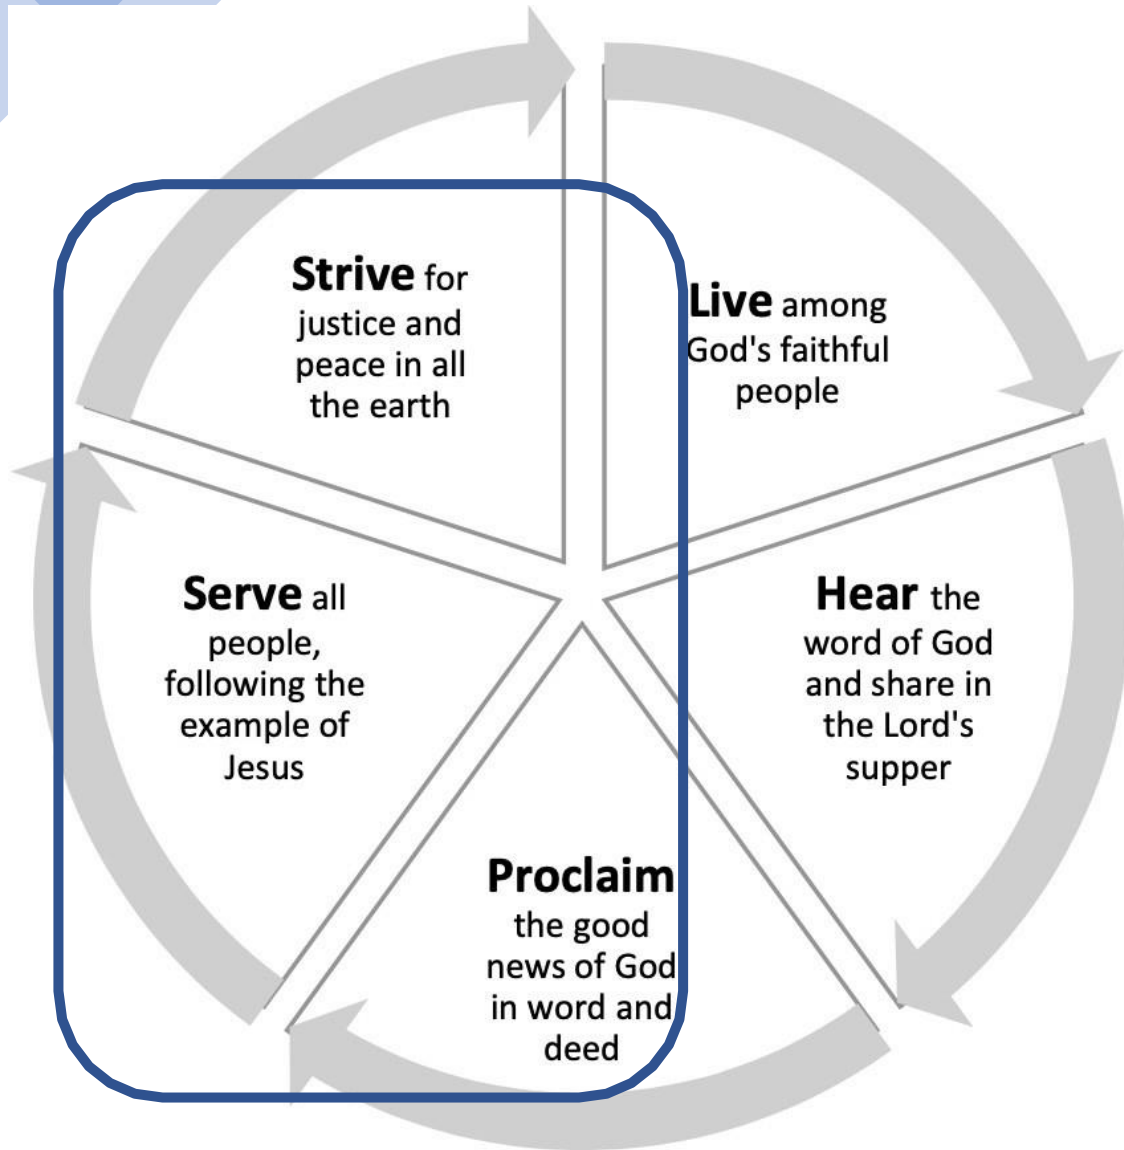 Live among
God's faithful
people
Hear the
word of God
and share in
the Lord's
supper
Proclaim
the good
news of God
in word and
deed
Serve all
people,
following the
example of
Jesus
Strive for
justice and
peace in all
the earth